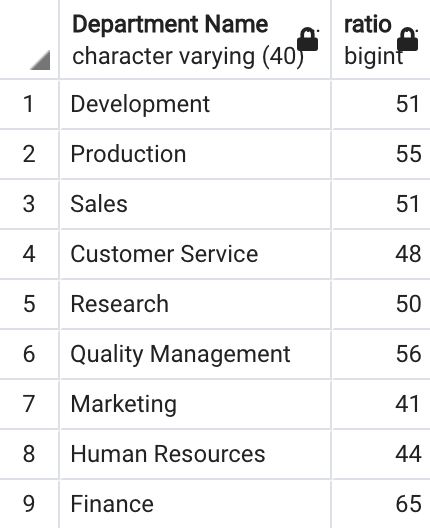 Department Name ratio
character varying (40) bigint
1 Development 51
2 Production 55
3 Sales 51
4 Customer Service 48
5 Research 50
6 Quality Management 56
7 Marketing 41
8 Human Resources 44
9 Finance 65